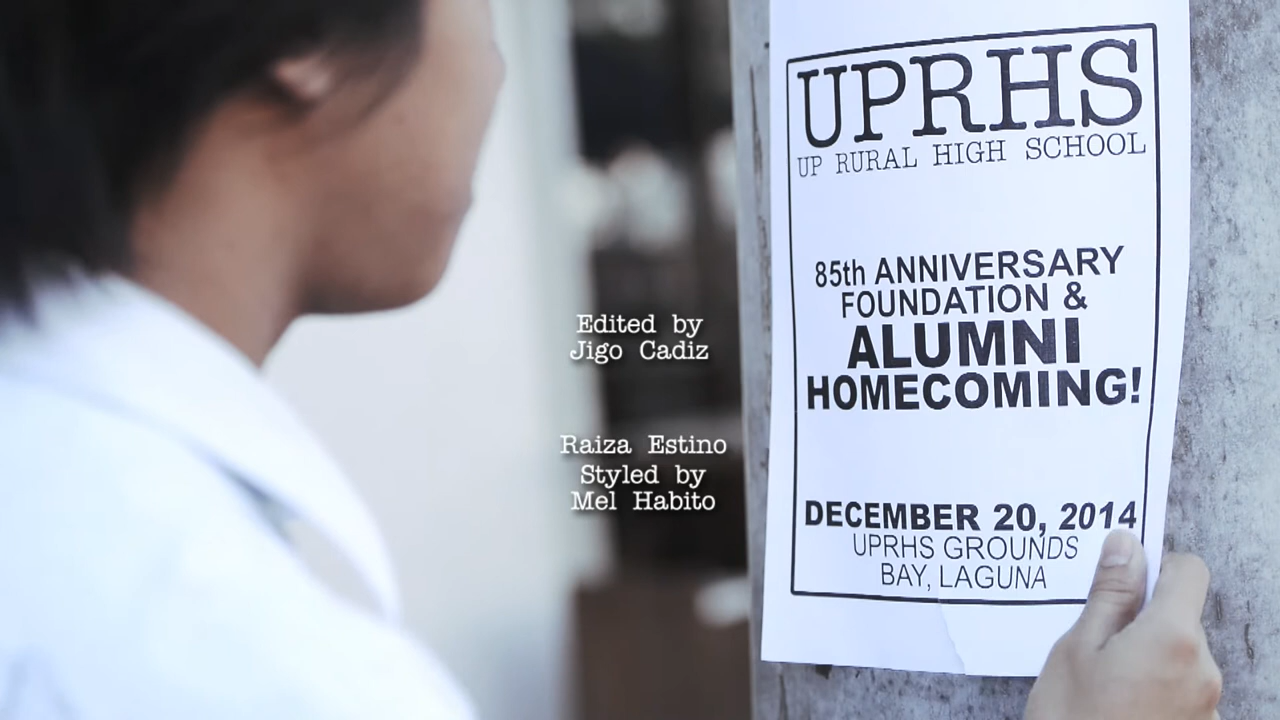 Edited by
Jigo Cadiz
Raiza Estino
Styled by
Mel Habito
UPRHS
UP RURAL HIGH SCHOOL
85th ANNIVERSARY
FOUNDATION &
ALUMNI
HOMECOMING!
DECEMBER 20, 2014
UPRHS GROUNDS
BAY, LAGUNA